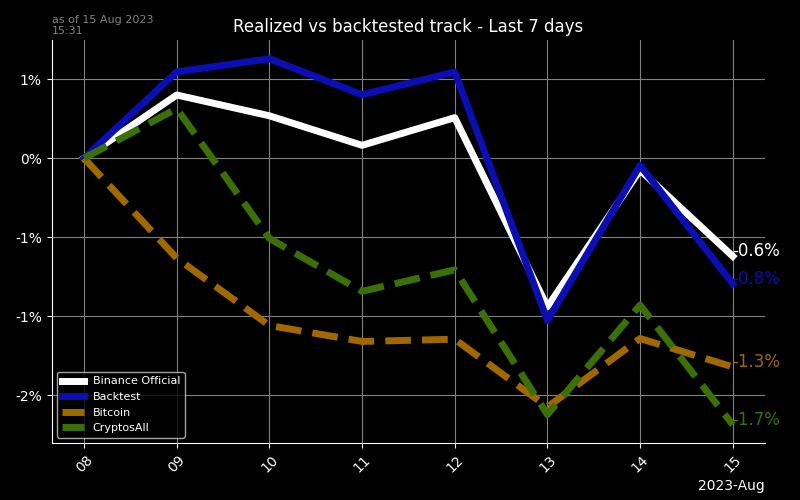 as of 15 Aug 2023
15:31
Realized vs backtested track - Last 7 days
1%
0%
-1%
-1%
-2%
-0.6%
-0.8%
-1.3%
-1.7%
Binance Official
Backtest
Bitcoin
CryptosAll
08
09
10
11
12
13
14
15
2023-Aug